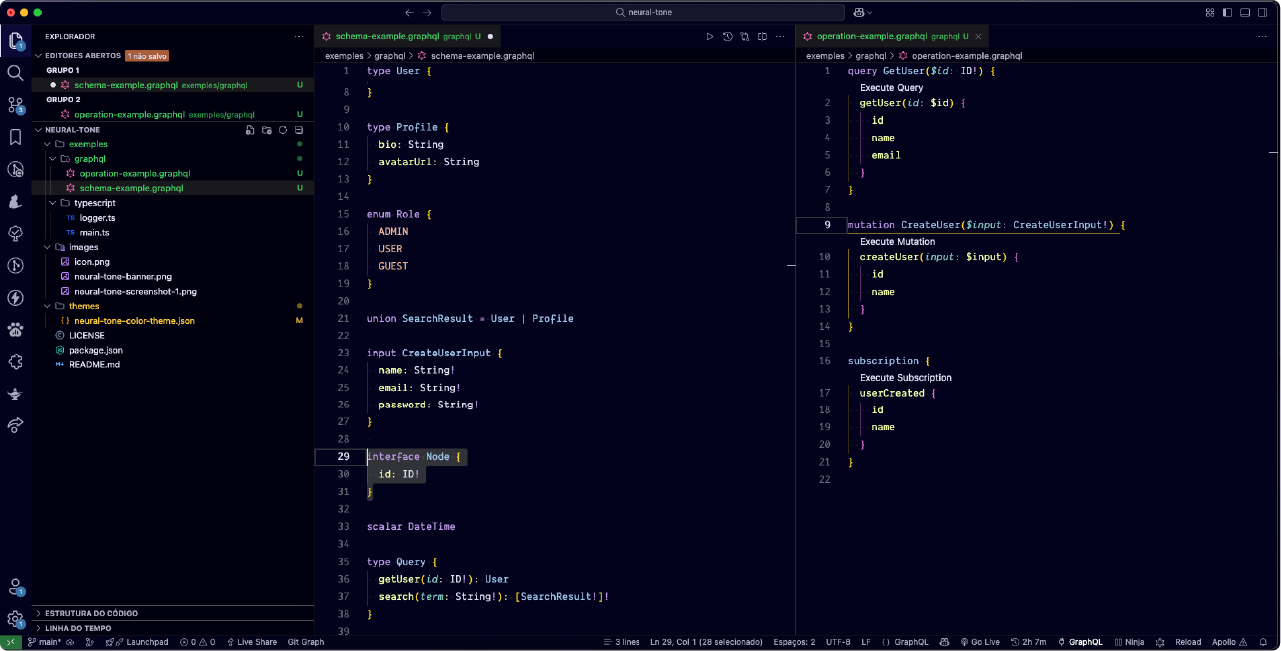 neural-tone
EXPLORADOR
EDITORES ABERTOS 1 não salvo
GRUPO 1
schema-example.graphql exemples/graphql U
GRUPO 2
operation-example.graphql exemples/graphql U
NEURAL-TONE
exemples
graphql
operation-example.graphql U
schema-example.graphql U
typescript
TS logger.ts
TS main.ts
images
icon.png
neural-tone-banner.png
neural-tone-screenshot-1.png
themes
{} neural-tone-color-theme.json M
LICENSE
package.json
README.md
ESTRUTURA DO CÓDIGO
LINHA DO TEMPO
1
3
1
1
schema-example.graphql graphql U
exemples > graphql > schema-example.graphql
1 type User {
8 }
9
10 type Profile {
11 bio: String
12 avatarUrl: String
13 }
14
15 enum Role {
16 ADMIN
17 USER
18 GUEST
19 }
20
21 union SearchResult = User | Profile
22
23 input CreateUserInput {
24 name: String!
25 email: String!
26 password: String!
27 }
28
29 interface Node {
30 id: ID!
31 }
32
33 scalar DateTime
34
35 type Query {
36 getUser(id: ID!): User
37 search(term: String!): [SearchResult!]!
38 }
39
operation-example.graphql graphql U
exemples > graphql > operation-example.graphql
1 query GetUser($id: ID!) {
Execute Query
2 getUser(id: $id) {
3 id
4 name
5 email
6 }
7 }
8
9 mutation CreateUser($input: CreateUserInput!) {
Execute Mutation
10 createUser(input: $input) {
11 id
12 name
13 }
14 }
15
16 subscription {
Execute Subscription
17 userCreated {
18 id
19 name
20 }
21 }
22
main* Launchpad 0 0 Live Share Git Graph 3 lines Ln 29, Col 1 (28 selecionado) Espaços: 2 UTF-8 LF {} GraphQL Go Live 2h 7m GraphQL Ninja Reload Apollo